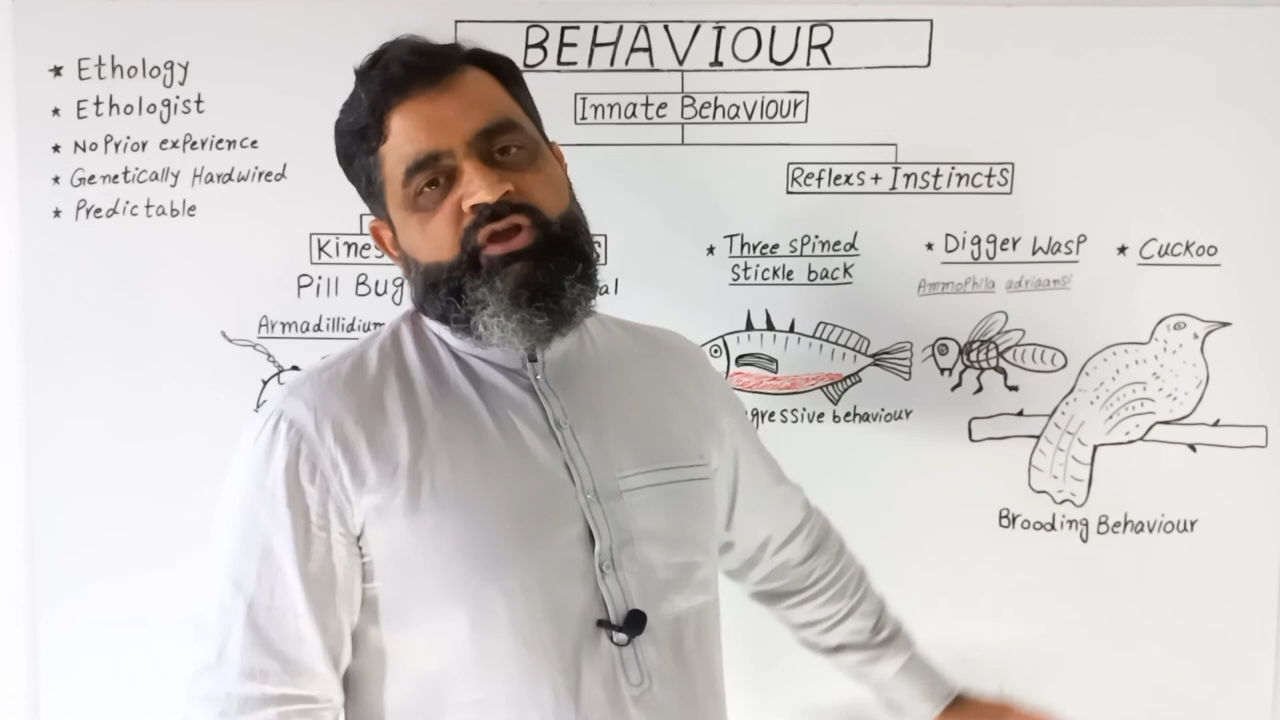 BEHAVIOUR
Innate Behaviour
* Ethology
* Ethologist
* No Prior experience
* Genetically Hardwired
* Predictable
Reflexs + Instincts
Pill Bug
Armadillidium
* Three spined
Stickle back
* Digger Wasp
Ammophila adriaansi
* Cuckoo
behaviour
Brooding Behaviour